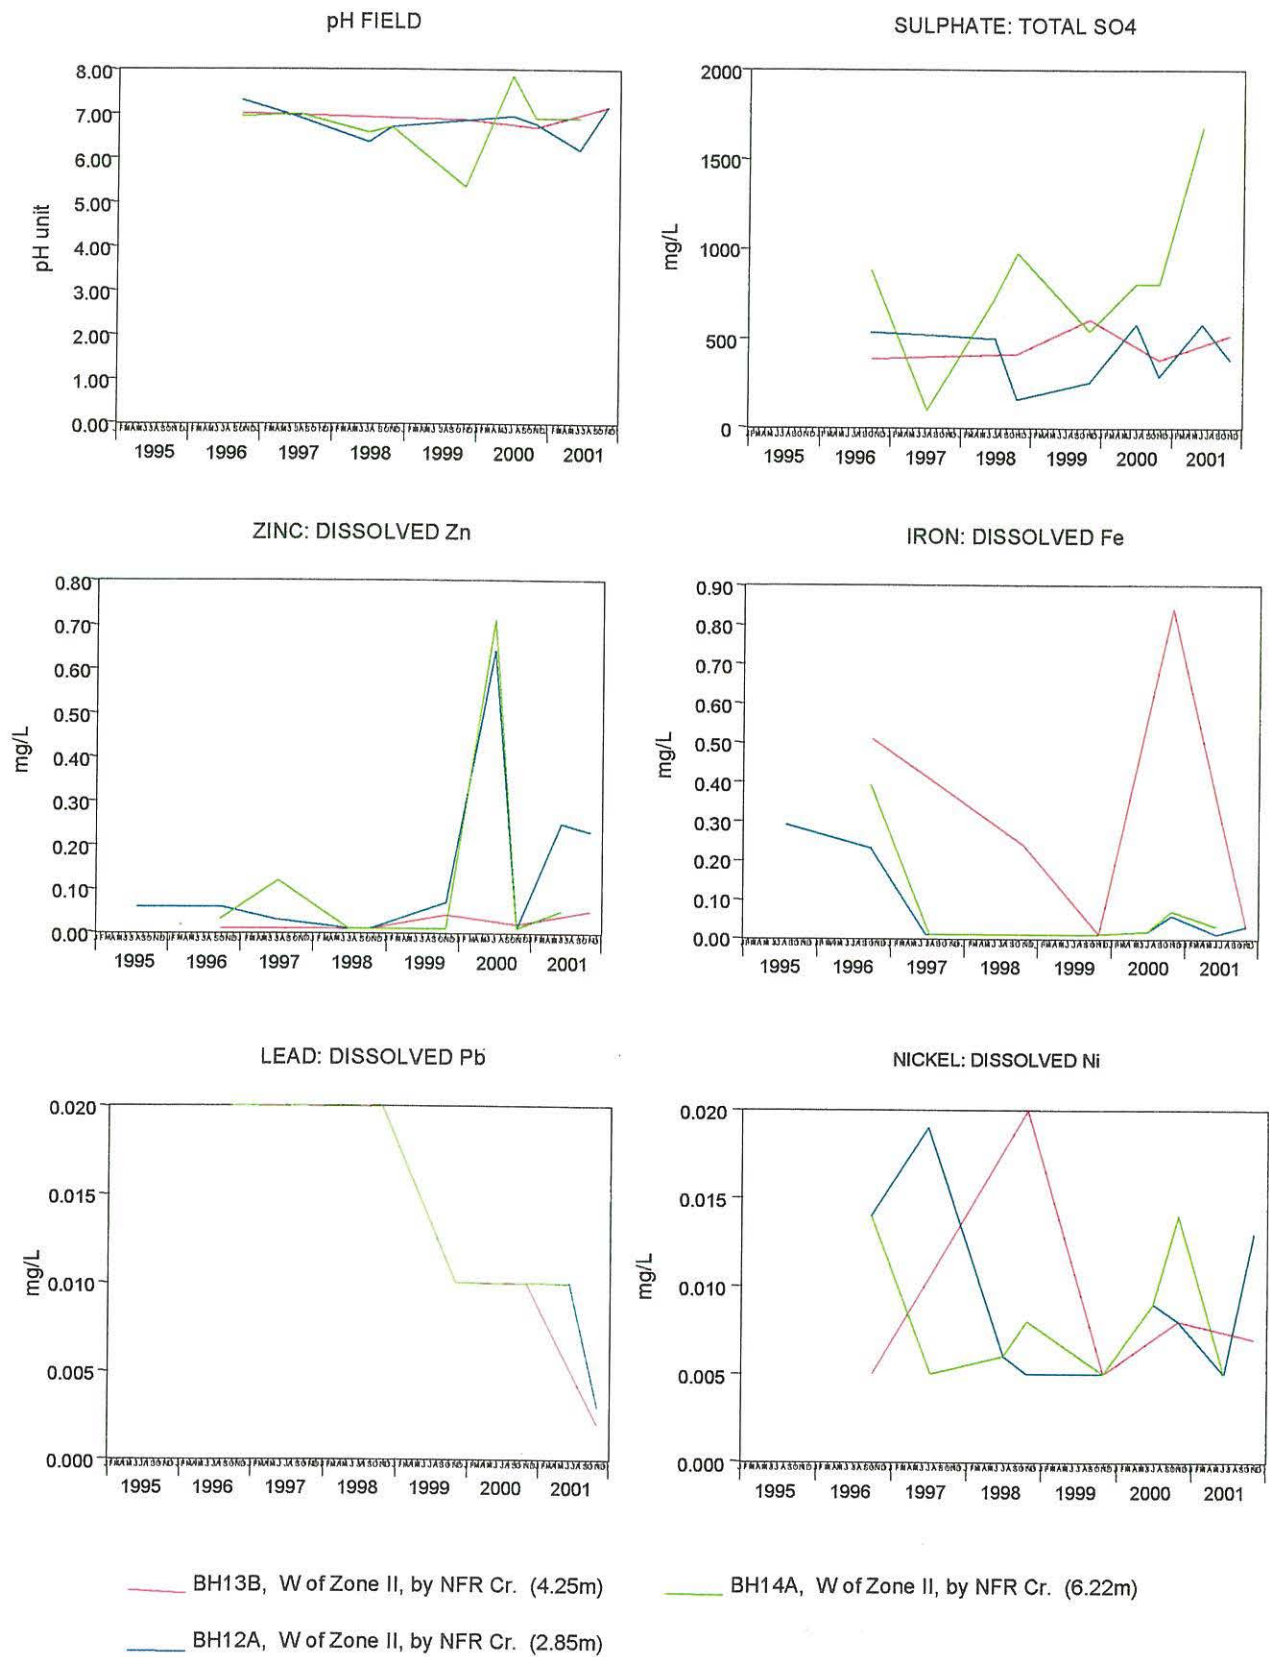 pH FIELD
SULPHATE: TOTAL SO4
8.00
7.00
6.00
5.00
4.00
3.00
2.00
1.00
0.00
pH unit
1995 1996 1997 1998 1999 2000 2001
2000
1500
1000
500
0
mg/L
1995 1996 1997 1998 1999 2000 2001
ZINC: DISSOLVED Zn
IRON: DISSOLVED Fe
0.80
0.70
0.60
0.50
0.40
0.30
0.20
0.10
0.00
mg/L
1995 1996 1997 1998 1999 2000 2001
0.90
0.80
0.70
0.60
0.50
0.40
0.30
0.20
0.10
0.00
mg/L
1995 1996 1997 1998 1999 2000 2001
LEAD: DISSOLVED Pb
NICKEL: DISSOLVED Ni
0.020
0.015
0.010
0.005
0.000
mg/L
1995 1996 1997 1998 1999 2000 2001
0.020
0.015
0.010
0.005
0.000
mg/L
1995 1996 1997 1998 1999 2000 2001
BH13B, W of Zone II, by NFR Cr. (4.25m)
BH14A, W of Zone II, by NFR Cr. (6.22m)
BH12A, W of Zone II, by NFR Cr. (2.85m)